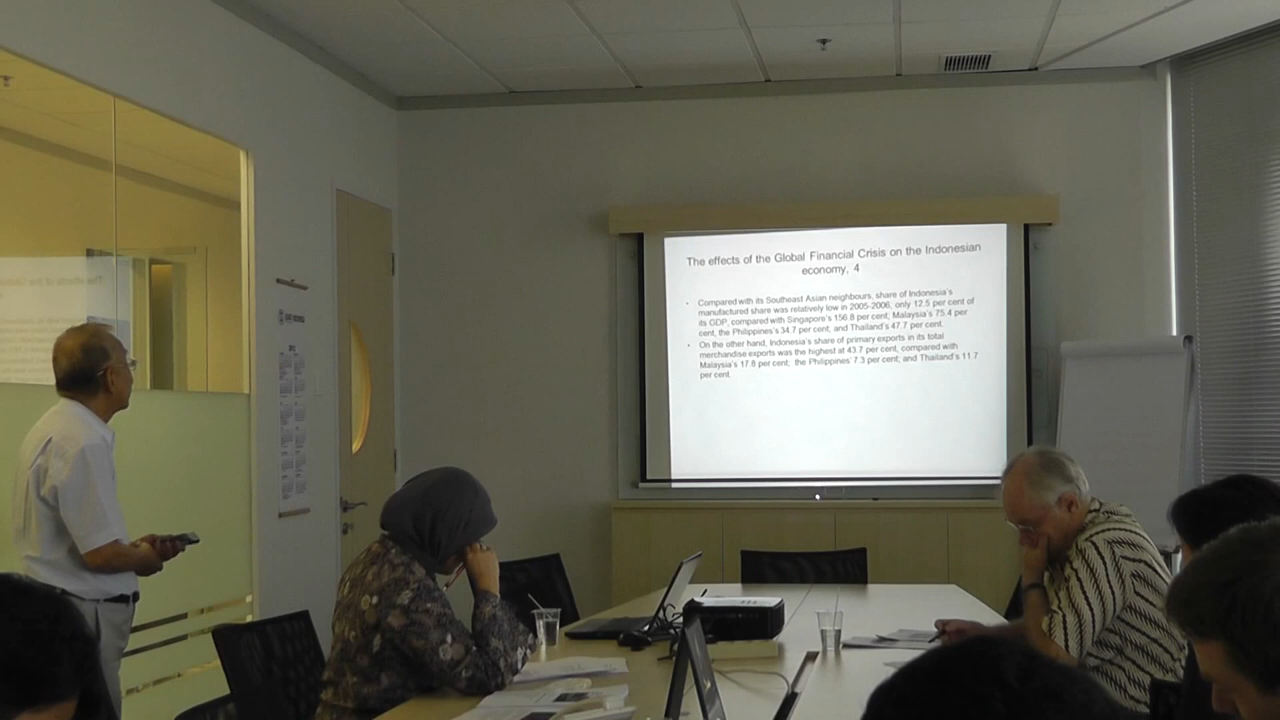 The effects of the Global Financial Crisis on the Indonesian
economy, 4
• Compared with its Southeast Asian neighbours, share of Indonesia's
manufactured share was relatively low in 2005-2006, only 12.5 per cent of
its GDP, compared with Singapore's 156.8 per cent; Malaysia's 75.4 per
cent, the Philippines's 34.7 per cent; and Thailand's 47.7 per cent.
• On the other hand, Indonesia's share of primary exports in its total
merchandise exports was the highest at 43.7 per cent, compared with
Malaysia's 17.8 per cent; the Philippines' 7.3 per cent; and Thailand's 11.7
per cent